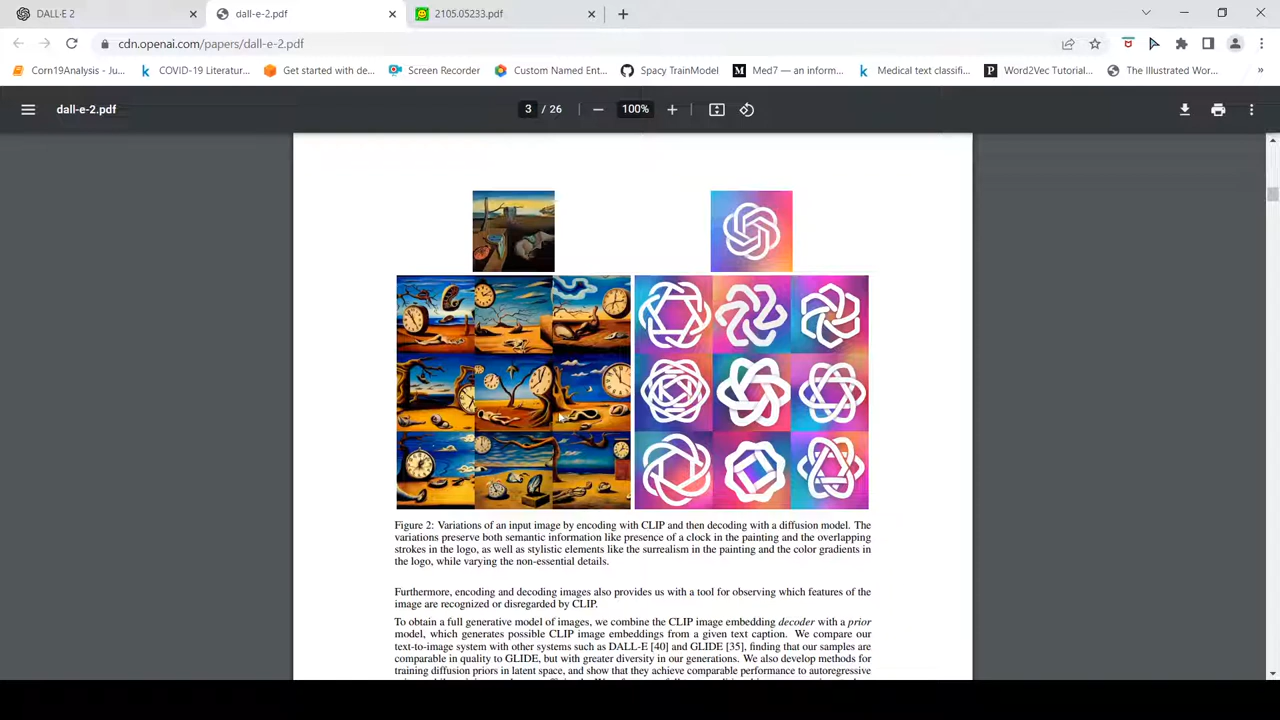 DALL·E 2
dall-e-2.pdf
2105.05233.pdf
cdn.openai.com/papers/dall-e-2.pdf
Corn19Analysis - Ju...
COVID-19 Literatur...
Get started with de...
Screen Recorder
Custom Named Ent...
Spacy TrainModel
Med7 — an inform...
Medical text classifi...
Word2Vec Tutorial...
The Illustrated Wor...
dall-e-2.pdf
3 / 26
100%
Figure 2: Variations of an input image by encoding with CLIP and then decoding with a diffusion model. The
variations preserve both semantic information like presence of a clock in the painting and the overlapping
strokes in the logo, as well as stylistic elements like the surrealism in the painting and the color gradients in
the logo, while varying the non-essential details.
Furthermore, encoding and decoding images also provides us with a tool for observing which features of the
image are recognized or disregarded by CLIP.
To obtain a full generative model of images, we combine the CLIP image embedding decoder with a prior
model, which generates possible CLIP image embeddings from a given text caption. We compare our
text-to-image system with other systems such as DALL-E [40] and GLIDE [35], finding that our samples are
comparable in quality to GLIDE, but with greater diversity in our generations. We also develop methods for
training diffusion priors in latent space, and show that they achieve comparable performance to autoregressive